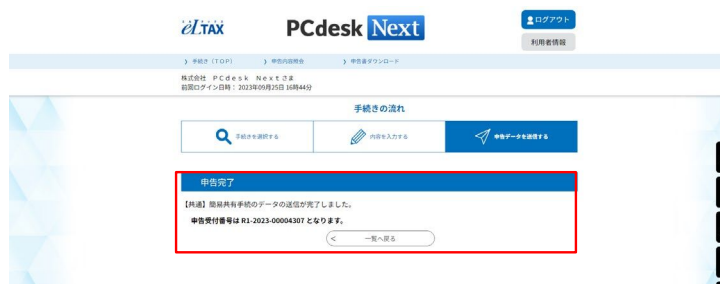 eLTAX
PCdesk Next
ログアウト
利用者情報
手続き（TOP） 申告内容照会 申告書ダウンロード
株式会社 PCdesk Nextさま
前回ログイン日時：2023年09月25日 16時44分
手続きの流れ
手続きを選択する 内容を入力する 申告データを送信する
申告完了
【共通】簡易共有手続のデータの送信が完了しました。
申告受付番号は R1-2023-00004307 となります。
< 一覧へ戻る